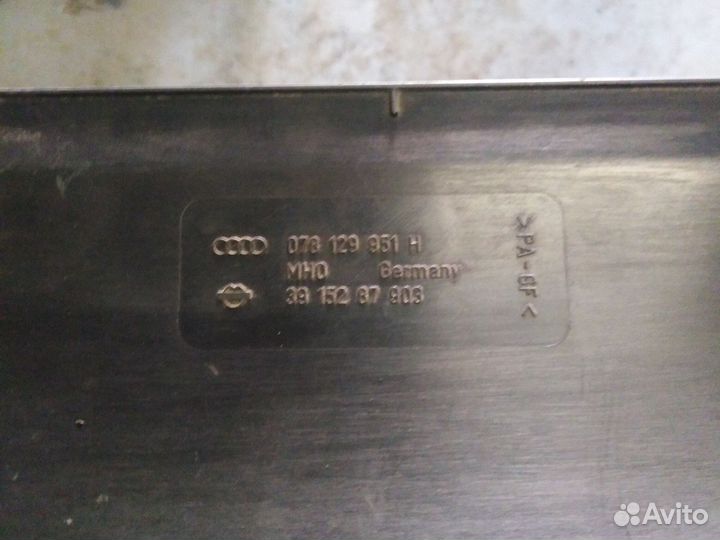 078 129 951 H
MHO Germany
39 152 87 903
>PA-GF<
Avito